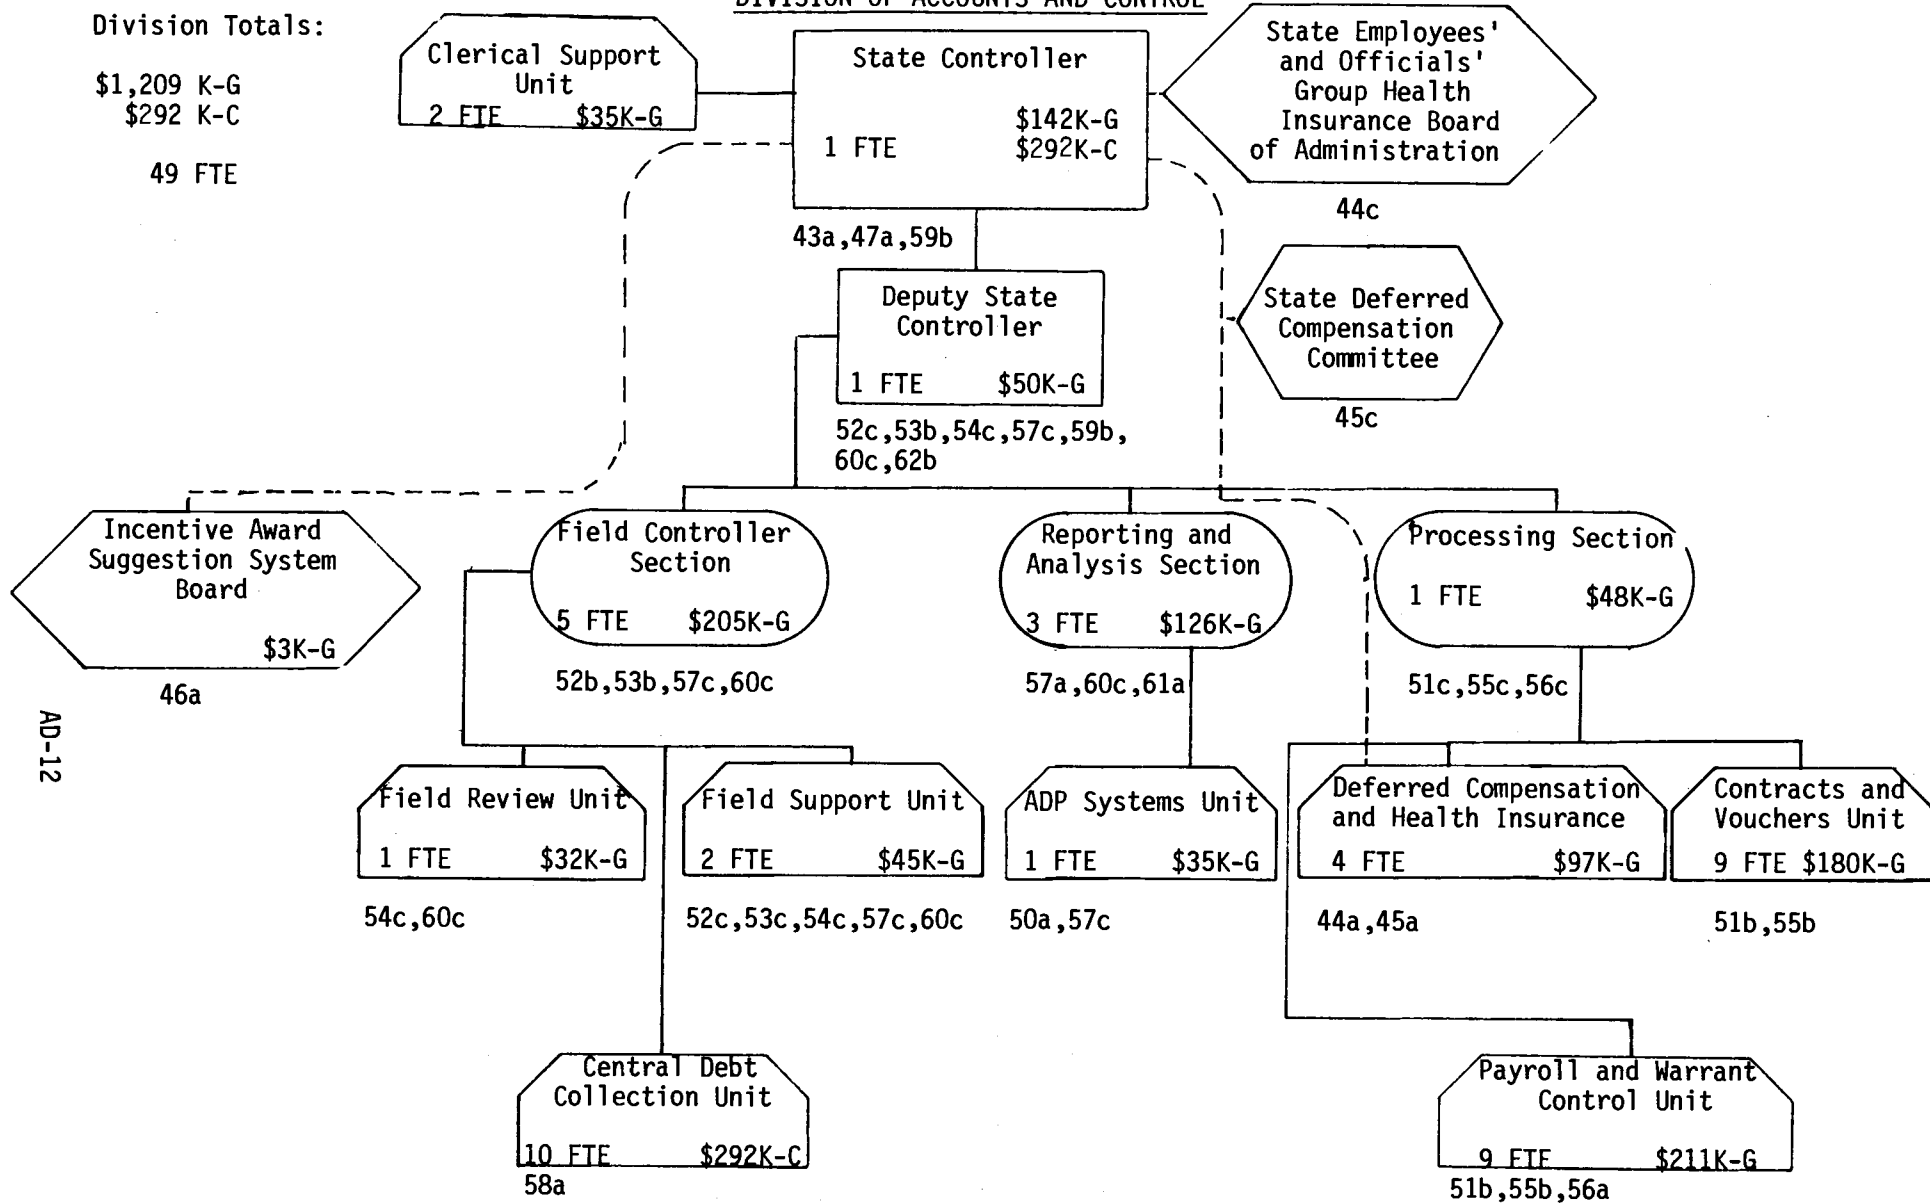 DIVISION OF ACCOUNTS AND CONTROL
Division Totals:
$1,209 K-G
$292 K-C
49 FTE
Clerical Support
Unit
2 FTE $35K-G
State Controller
$142K-G
1 FTE $292K-C
43a,47a,59b
State Employees'
and Officials'
Group Health
Insurance Board
of Administration
44c
Deputy State
Controller
1 FTE $50K-G
52c,53b,54c,57c,59b,
60c,62b
State Deferred
Compensation
Committee
45c
Incentive Award
Suggestion System
Board
$3K-G
46a
Field Controller
Section
5 FTE $205K-G
52b,53b,57c,60c
Reporting and
Analysis Section
3 FTE $126K-G
57a,60c,61a
Processing Section
1 FTE $48K-G
51c,55c,56c
AD-12
Field Review Unit
1 FTE $32K-G
54c,60c
Field Support Unit
2 FTE $45K-G
52c,53c,54c,57c,60c
ADP Systems Unit
1 FTE $35K-G
50a,57c
Deferred Compensation
and Health Insurance
4 FTE $97K-G
44a,45a
Contracts and
Vouchers Unit
9 FTE $180K-G
51b,55b
Central Debt
Collection Unit
10 FTE $292K-C
58a
Payroll and Warrant
Control Unit
9 FTE $211K-G
51b,55b,56a